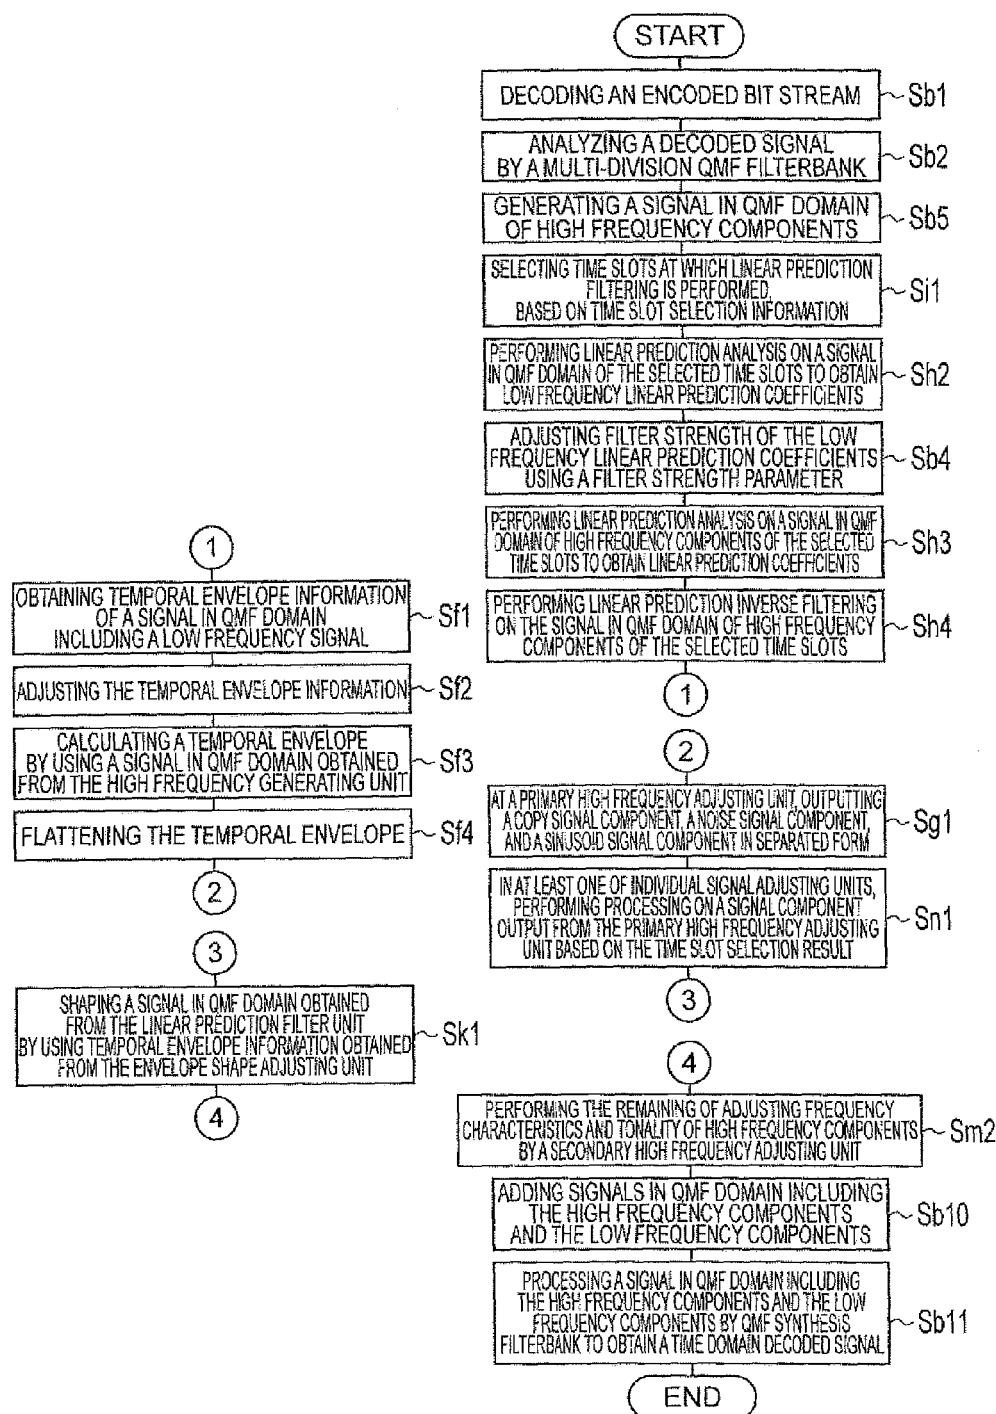 START
DECODING AN ENCODED BIT STREAM
Sb1
ANALYZING A DECODED SIGNAL
BY A MULTI-DIVISION QMF FILTERBANK
Sb2
GENERATING A SIGNAL IN QMF DOMAIN
OF HIGH FREQUENCY COMPONENTS
Sb5
SELECTING TIME SLOTS AT WHICH LINEAR PREDICTION
FILTERING IS PERFORMED,
BASED ON TIME SLOT SELECTION INFORMATION
Si1
PERFORMING LINEAR PREDICTION ANALYSIS ON A SIGNAL
IN QMF DOMAIN OF THE SELECTED TIME SLOTS TO OBTAIN
LOW FREQUENCY LINEAR PREDICTION COEFFICIENTS
Sh2
ADJUSTING FILTER STRENGTH OF THE LOW
FREQUENCY LINEAR PREDICTION COEFFICIENTS
USING A FILTER STRENGTH PARAMETER
Sb4
PERFORMING LINEAR PREDICTION ANALYSIS ON A SIGNAL IN QMF
DOMAIN OF HIGH FREQUENCY COMPONENTS OF THE SELECTED
TIME SLOTS TO OBTAIN LINEAR PREDICTION COEFFICIENTS
Sh3
PERFORMNG LINEAR PREDICTION INVERSE FILTERING
ON THE SIGNAL IN QMF DOMAIN OF HIGH FREQUENCY
COMPONENTS OF THE SELECTED TIME SLOTS
Sh4
1
1
OBTAINING TEMPORAL ENVELOPE INFORMATION
OF A SIGNAL IN QMF DOMAIN
INCLUDING A LOW FREQUENCY SIGNAL
Sf1
ADJUSTING THE TEMPORAL ENVELOPE INFORMATION
Sf2
CALCULATING A TEMPORAL ENVELOPE
BY USING A SIGNAL IN QMF DOMAIN OBTAINED
FROM THE HIGH FREQUENCY GENERATING UNIT
Sf3
FLATTENING THE TEMPORAL ENVELOPE
Sf4
2
2
AT A PRIMARY HIGH FREQUENCY ADJUSTING UNIT, OUTPUTTING
A COPY SIGNAL COMPONENT, A NOISE SIGNAL COMPONENT,
AND A SINUSOID SIGNAL COMPONENT IN SEPARATED FORM
Sg1
IN AT LEAST ONE OF INDIVIDUAL SIGNAL ADJUSTING UNITS,
PERFORMING PROCESSING ON A SIGNAL COMPONENT
OUTPUT FROM THE PRIMARY HIGH FREQUENCY ADJUSTING
UNIT BASED ON THE TIME SLOT SELECTION RESULT
Sn1
3
3
SHAPING A SIGNAL IN QMF DOMAIN OBTAINED
FROM THE LINEAR PREDICTION FILTER UNIT
BY USING TEMPORAL ENVELOPE INFORMATION OBTAINED
FROM THE ENVELOPE SHAPE ADJUSTING UNIT
Sk1
4
4
PERFORMING THE REMAINING OF ADJUSTING FREQUENCY
CHARACTERISTICS AND TONALITY OF HIGH FREQUENCY COMPONENTS
BY A SECONDARY HIGH FREQUENCY ADJUSTING UNIT
Sm2
ADDING SIGNALS IN QMF DOMAIN INCLUDING
THE HIGH FREQUENCY COMPONENTS
AND THE LOW FREQUENCY COMPONENTS
Sb10
PROCESSING A SIGNAL IN QMF DOMAIN INCLUDING
THE HIGH FREQUENCY COMPONENTS AND THE LOW
FREQUENCY COMPONENTS BY QMF SYNTHESIS
FILTERBANK TO OBTAIN A TIME DOMAIN DECODED SIGNAL
Sb11
END